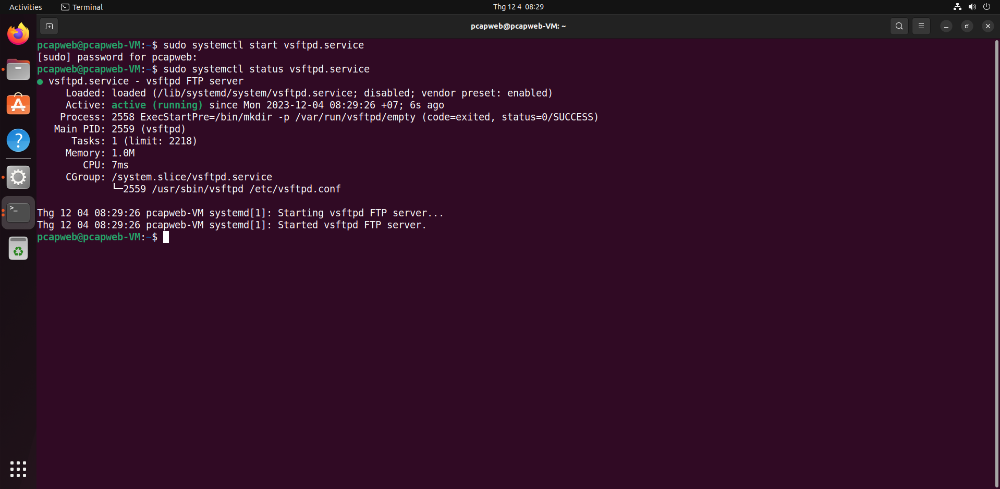 Activities Terminal Thg 12 4 08:29
pcapweb@pcapweb-VM: ~
pcapweb@pcapweb-VM:~$ sudo systemctl start vsftpd.service
[sudo] password for pcapweb:
pcapweb@pcapweb-VM:~$ sudo systemctl status vsftpd.service
● vsftpd.service - vsftpd FTP server
Loaded: loaded (/lib/systemd/system/vsftpd.service; disabled; vendor preset: enabled)
Active: active (running) since Mon 2023-12-04 08:29:26 +07; 6s ago
Process: 2558 ExecStartPre=/bin/mkdir -p /var/run/vsftpd/empty (code=exited, status=0/SUCCESS)
Main PID: 2559 (vsftpd)
Tasks: 1 (limit: 2218)
Memory: 1.0M
CPU: 7ms
CGroup: /system.slice/vsftpd.service
└─2559 /usr/sbin/vsftpd /etc/vsftpd.conf
Thg 12 04 08:29:26 pcapweb-VM systemd[1]: Starting vsftpd FTP server...
Thg 12 04 08:29:26 pcapweb-VM systemd[1]: Started vsftpd FTP server.
pcapweb@pcapweb-VM:~$